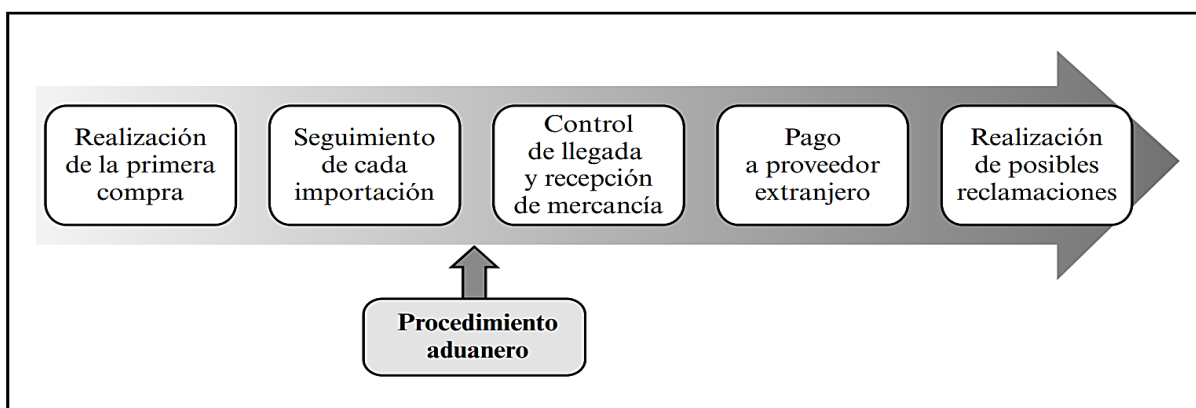 Realización
de la primera
compra
Seguimiento
de cada
importación
Control
de llegada
y recepción
de mercancía
Pago
a proveedor
extranjero
Realización
de posibles
reclamaciones
Procedimiento
aduanero